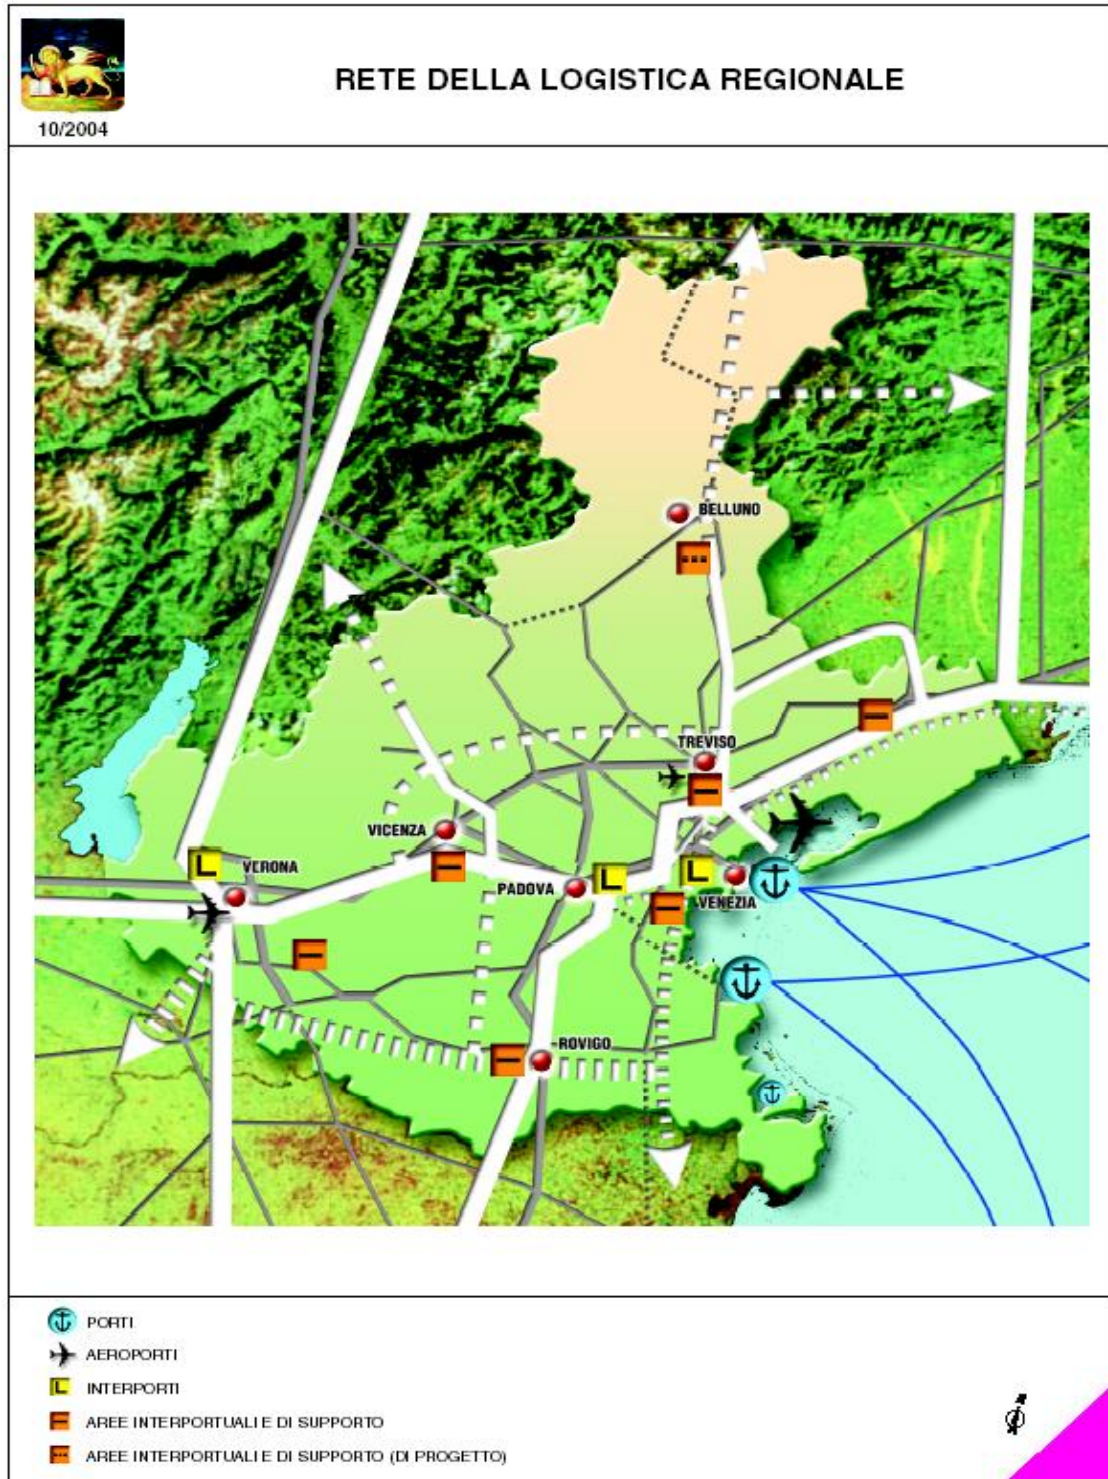 RETE DELLA LOGISTICA REGIONALE
10/2004
BELLUNO
TREVISO
VICENZA
VERONA
PADOVA
VENEZIA
ROVIGO
PORTI
AEROPORTI
L INTERPORTI
AREE INTERPORTUALI E DI SUPPORTO
AREE INTERPORTUALI E DI SUPPORTO (DI PROGETTO)